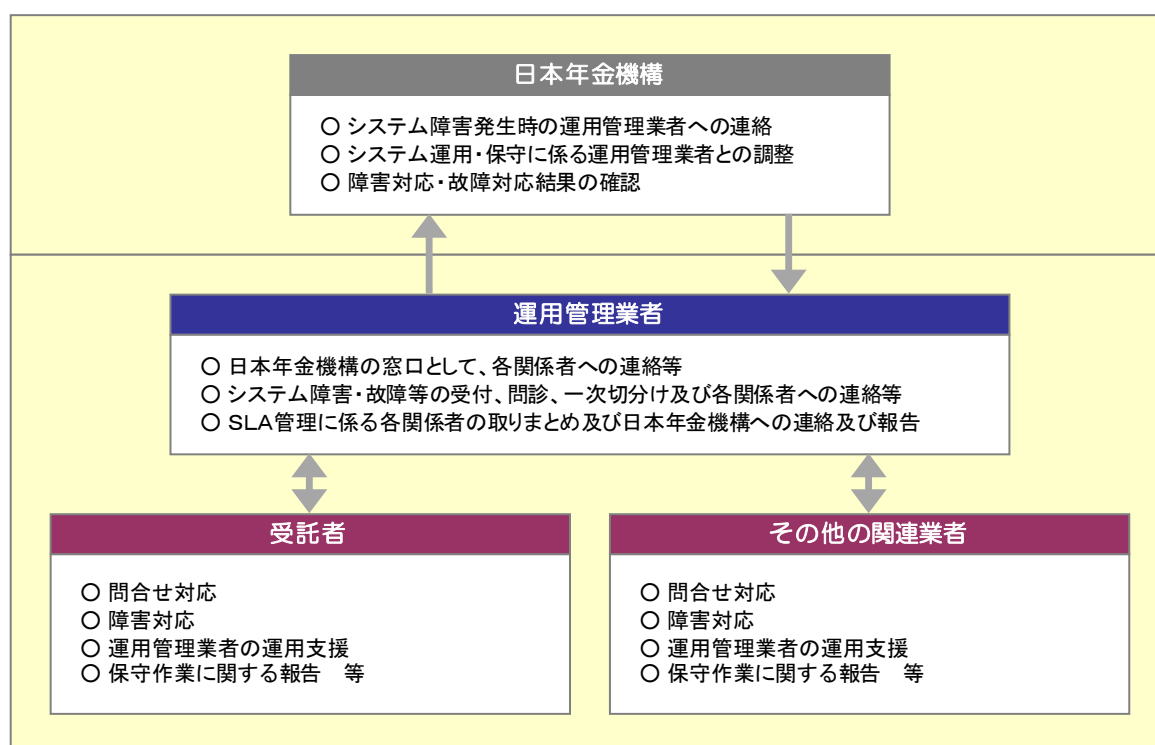 日本年金機構
○ システム障害発生時の運用管理業者への連絡
○ システム運用・保守に係る運用管理業者との調整
○ 障害対応・故障対応結果の確認
運用管理業者
○ 日本年金機構の窓口として、各関係者への連絡等
○ システム障害・故障等の受付、問診、一次切分け及び各関係者への連絡等
○ SLA管理に係る各関係者の取りまとめ及び日本年金機構への連絡及び報告
受託者
○ 問合せ対応
○ 障害対応
○ 運用管理業者の運用支援
○ 保守作業に関する報告　等
その他の関連業者
○ 問合せ対応
○ 障害対応
○ 運用管理業者の運用支援
○ 保守作業に関する報告　等